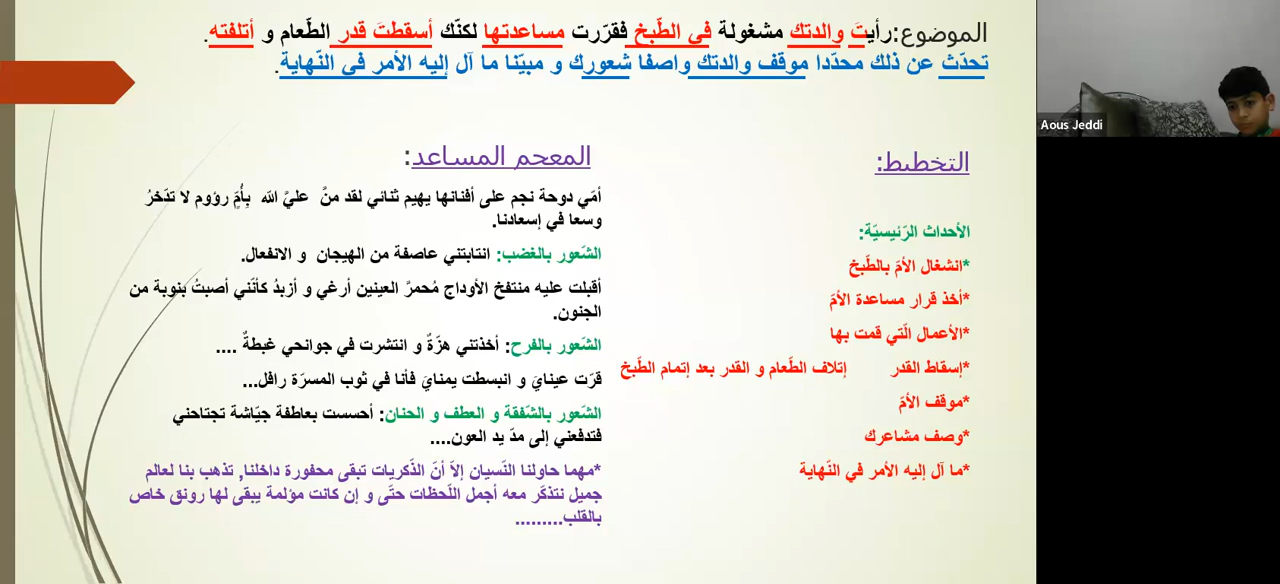 الموضوع:رأيتَ والدتك مشغولة في الطّبخ فقرّرت مساعدتها لكنّك أسقطتَ قدر الطّعام و أتلفته.
تحدّث عن ذلك محدّدا موقف والدتك واصفا شعورك و مبيّنا ما آل إليه الأمر في النّهاية.
التخطيط:
الأحداث الرّئيسيّة:
*انشغال الأمّ بالطّبخ
*أخذ قرار مساعدة الأمّ
*الأعمال الّتي قمت بها
*إسقاط القدر إتلاف الطّعام و القدر بعد إتمام الطّبخ
*موقف الأمّ
*وصف مشاعرك
*ما آل إليه الأمر في النّهاية
المعجم المساعد:
أمّي دوحة نجم على أفنانها يهيم ثنائي لقد منَّ عليَّ الله بِأُمٍّ رؤوم لا تدّخرُ
وسعا في إسعادنا.
الشّعور بالغضب: انتابتني عاصفة من الهيجان و الانفعال.
أقبلت عليه منتفخ الأوداج مُحمرَّ العينين أرغي و أزبدُ كأنّني أصبتُ بنوبة من
الجنون.
الشّعور بالفرح: أخذتني هزّةٌ و انتشرت في جوانحي غبطةٌ ....
قرّت عينايَ و انبسطت يمنايَ فأنا في ثوب المسرّة رافل...
الشّعور بالشّفقة و العطف و الحنان: أحسست بعاطفة جيّاشة تجتاحني
فتدفعني إلى مدّ يد العون....
*مهما حاولنا النّسيان إلاّ أنّ الذّكريات تبقى محفورة داخلنا, تذهب بنا لعالم
جميل نتذكّر معه أجمل اللّحظات حتّى و إن كانت مؤلمة يبقى لها رونق خاص
بالقلب.........
Aous Jeddi